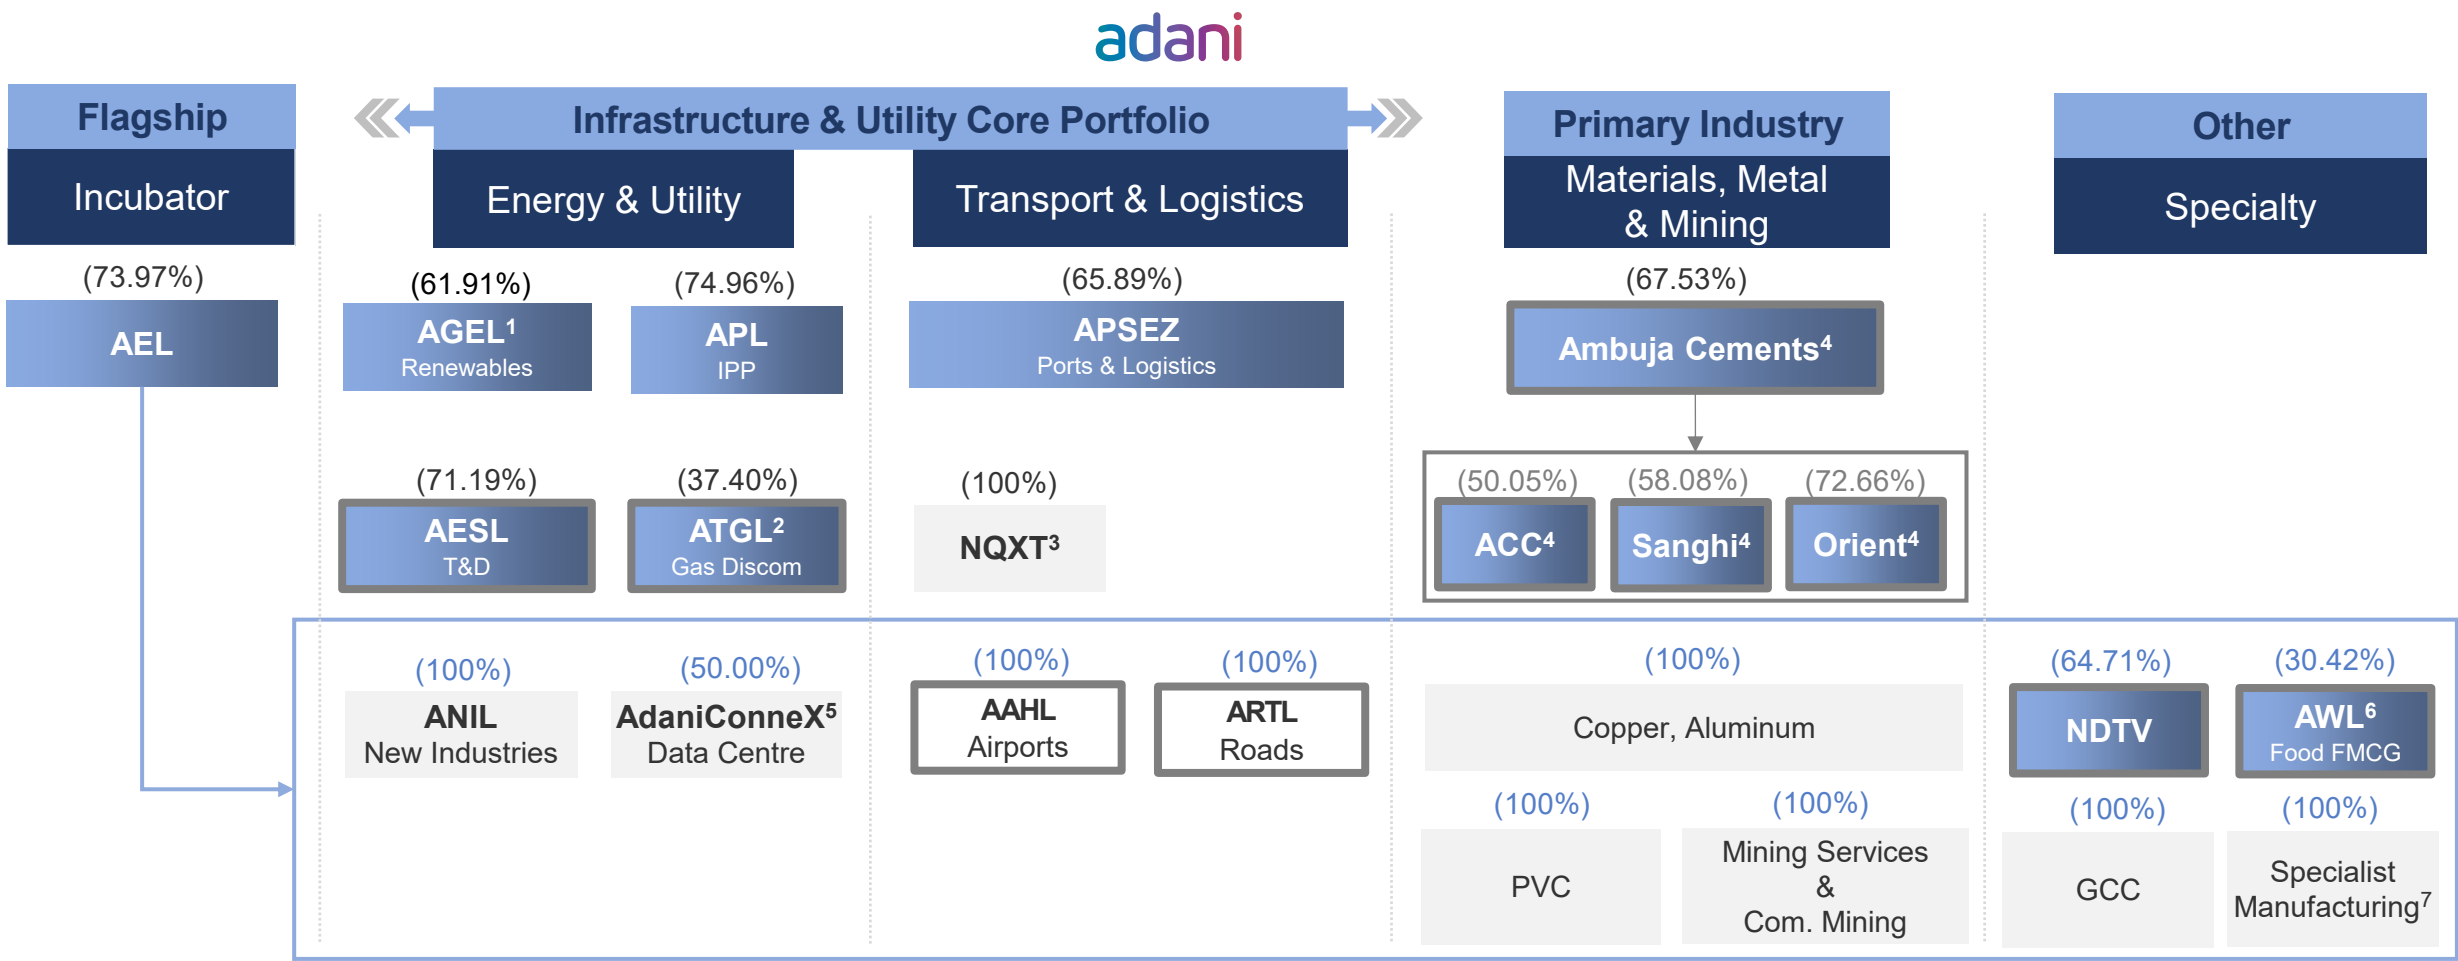 adani
Flagship
Incubator
(73.97%)
AEL
Infrastructure & Utility Core Portfolio
Energy & Utility
(61.91%)
AGEL¹
Renewables
(74.96%)
APL
IPP
(71.19%)
AESL
T&D
(37.40%)
ATGL²
Gas Discom
Transport & Logistics
(65.89%)
APSEZ
Ports & Logistics
(100%)
NQXT³
Primary Industry
Materials, Metal
& Mining
(67.53%)
Ambuja Cements⁴
(50.05%)
ACC⁴
(58.08%)
Sanghi⁴
(72.66%)
Orient⁴
Other
Specialty
(100%)
ANIL
New Industries
(50.00%)
AdaniConneX⁵
Data Centre
(100%)
AAHL
Airports
(100%)
ARTL
Roads
(100%)
Copper, Aluminum
(100%)
PVC
(100%)
Mining Services
&
Com. Mining
(64.71%)
NDTV
(30.42%)
AWL⁶
Food FMCG
(100%)
GCC
(100%)
Specialist
Manufacturing⁷